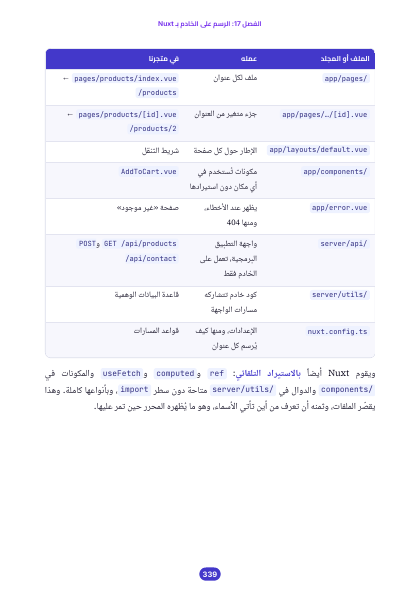 الفصل 17: الرسم على الخادم بـ Nuxt
الملف أو المجلد عمله في متجرنا
app/pages/ ملف لكل عنوان pages/products/index.vue ←
/products
app/pages/…/[id].vue جزء متغير من العنوان pages/products/[id].vue ←
/products/2
app/layouts/default.vue الإطار حول كل صفحة شريط التنقل
app/components/ مكونات تُستخدم في AddToCart.vue
أي مكان دون استيرادها
app/error.vue يظهر عند الأخطاء، صفحة «غير موجود»
ومنها 404
server/api/ واجهة التطبيق GET /api/products وPOST
البرمجية، تعمل على /api/contact
الخادم فقط
server/utils/ كود خادم تتشاركه قاعدة البيانات الوهمية
مسارات الواجهة
nuxt.config.ts الإعدادات، ومنها كيف قواعد المسارات
يُرسم كل عنوان
ويقوم Nuxt أيضاً بالاستيراد التلقائي: ref وcomputed وuseFetch والمكونات في
components/ والدوال في server/utils/ متاحة دون سطر import، وبأنواعها كاملة. وهذا
يقصّر الملفات، وثمنه أن تعرف من أين تأتي الأسماء، وهو ما يُظهره المحرر حين تمر عليها.
339